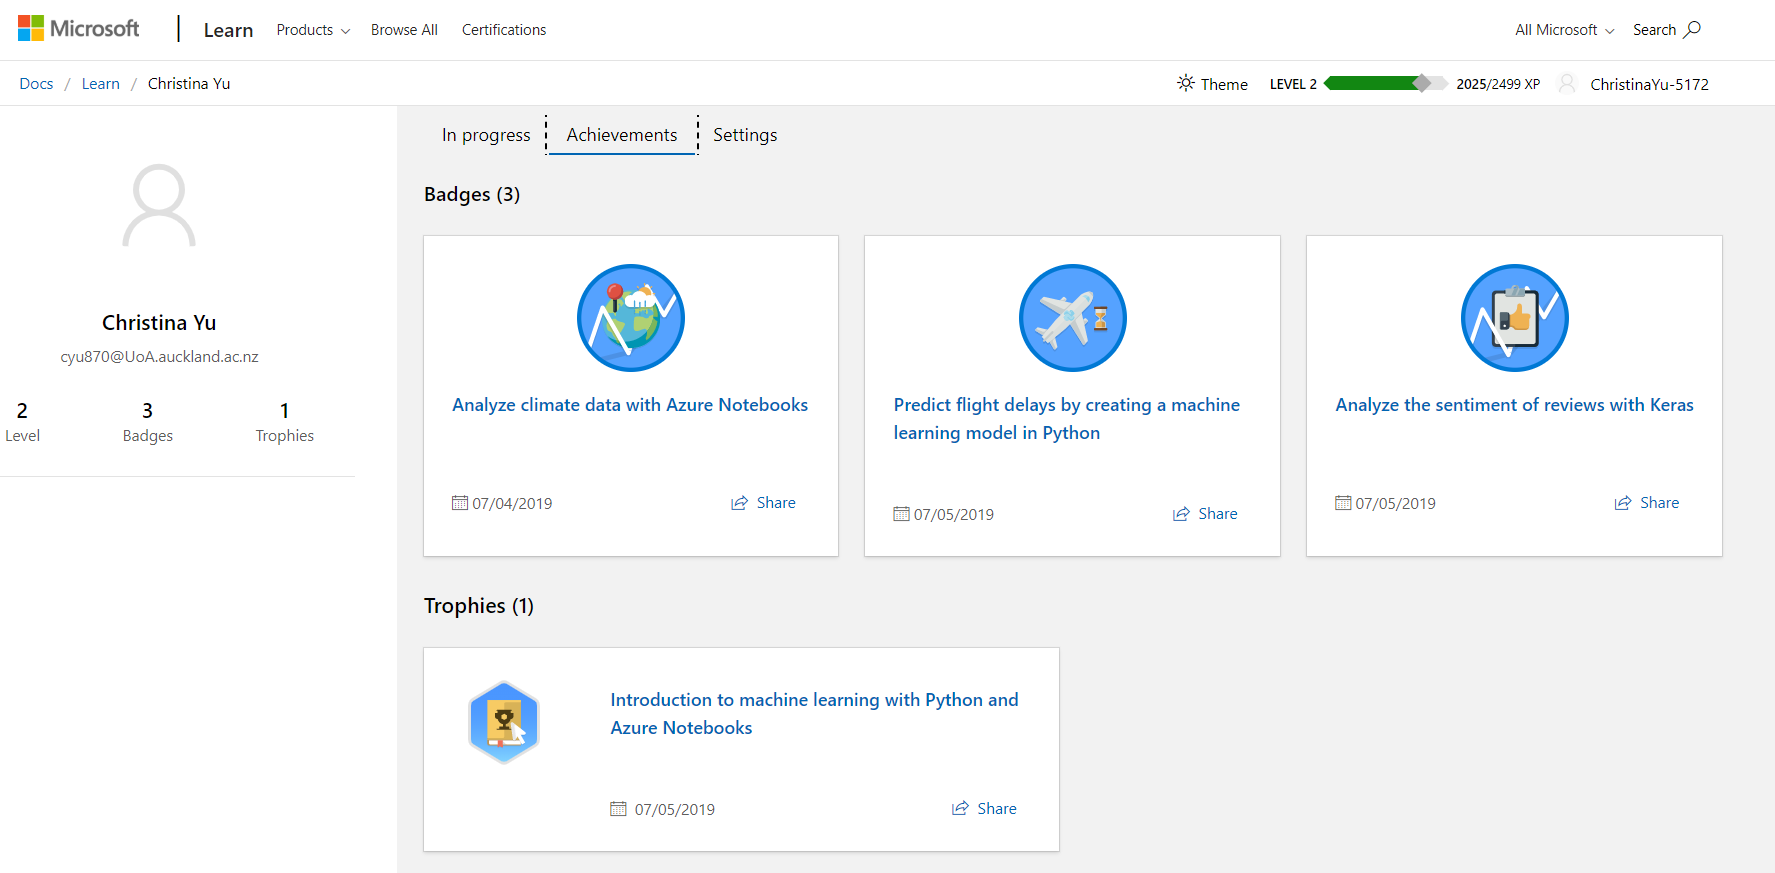 Microsoft Learn Products Browse All Certifications All Microsoft Search
Docs / Learn / Christina Yu Theme LEVEL 2 2025/2499 XP ChristinaYu-5172
In progress Achievements Settings
Christina Yu
cyu870@UoA.auckland.ac.nz
2 3 1
Level Badges Trophies
Badges (3)
Analyze climate data with Azure Notebooks
07/04/2019 Share
Predict flight delays by creating a machine
learning model in Python
07/05/2019 Share
Analyze the sentiment of reviews with Keras
07/05/2019 Share
Trophies (1)
Introduction to machine learning with Python and
Azure Notebooks
07/05/2019 Share